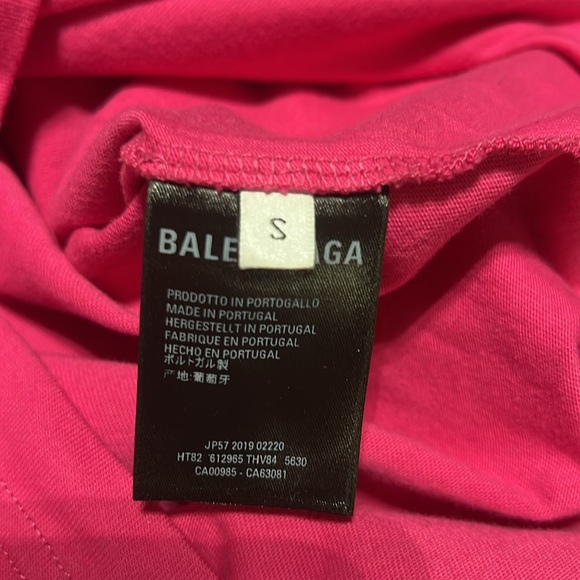 S
BALE AGA
PRODOTTO IN PORTOGALLO
MADE IN PORTUGAL
HERGESTELLT IN PORTUGAL
FABRIQUE EN PORTUGAL
HECHO EN PORTUGAL
ポルトガル製
产地:葡萄牙
JP57 2019 02220
HT82 *612965 THV84 5630
CA00985 - CA63081